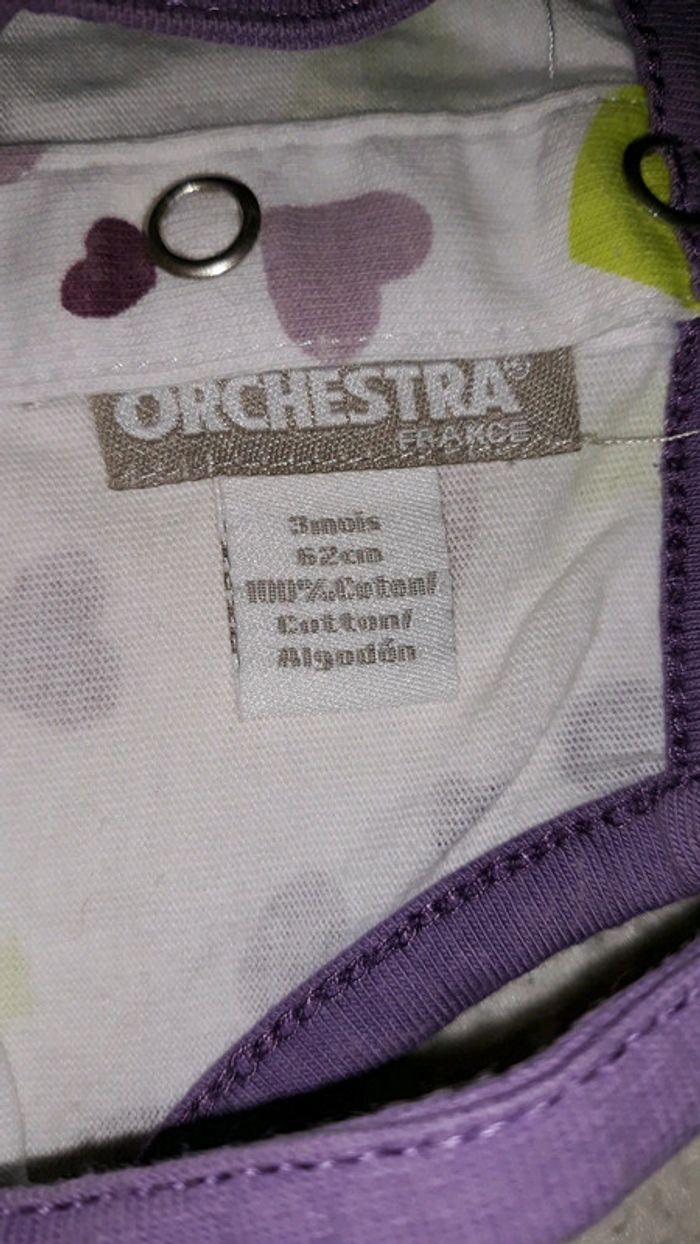 ORCHESTRA®
FRANCE
3mois
62cm
100% Coton/
Cotton/
Algodón